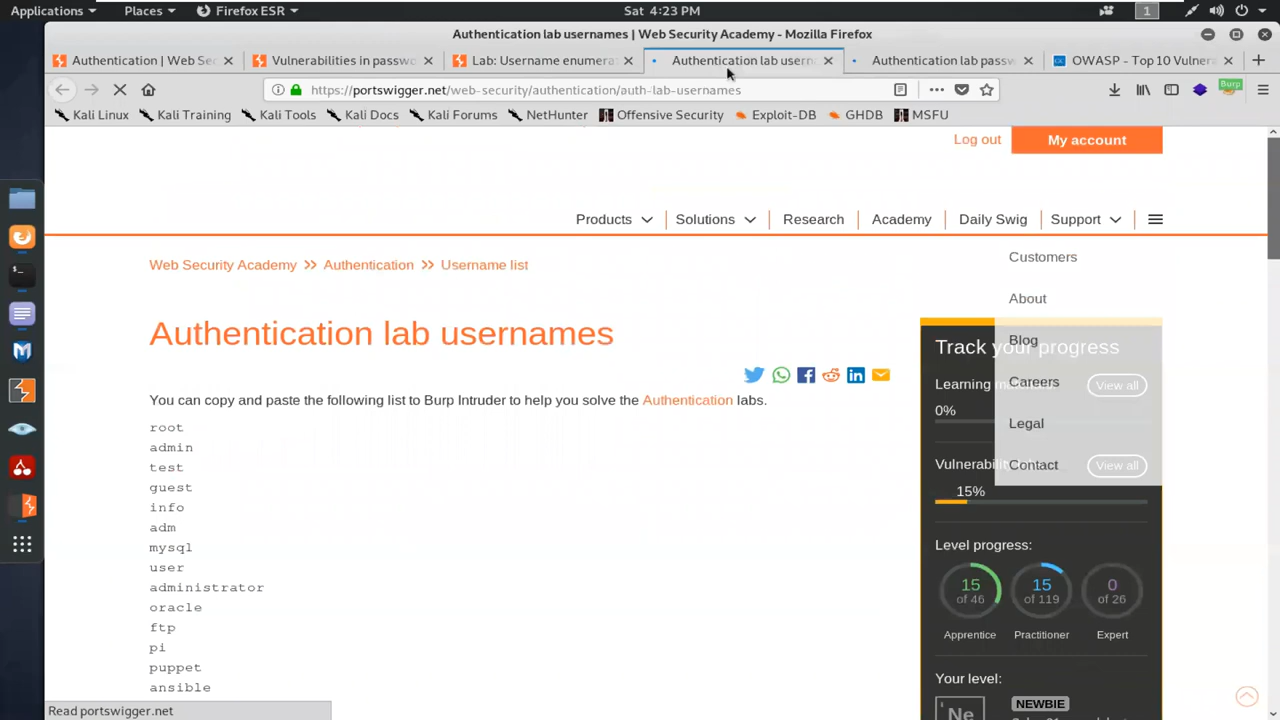 Applications Places Firefox ESR Sat 4:23 PM 1
Authentication lab usernames | Web Security Academy - Mozilla Firefox
Authentication | Web Sec Vulnerabilities in passwo Lab: Username enumera Authentication lab usern Authentication lab passw OWASP - Top 10 Vulnera
https://portswigger.net/web-security/authentication/auth-lab-usernames Burp
Kali Linux Kali Training Kali Tools Kali Docs Kali Forums NetHunter Offensive Security Exploit-DB GHDB MSFU
Log out My account
Products Solutions Research Academy Daily Swig Support
Customers
About
Blog
Careers
Legal
Contact
Web Security Academy >> Authentication >> Username list
Authentication lab usernames
You can copy and paste the following list to Burp Intruder to help you solve the Authentication labs.
root
admin
test
guest
info
adm
mysql
user
administrator
oracle
ftp
pi
puppet
ansible
Track your progress
Learning m View all
0%
Vulnerabili View all
15%
Level progress:
15 of 46 15 of 119 0 of 26
Apprentice Practitioner Expert
Your level:
Ne NEWBIE
Read portswigger.net